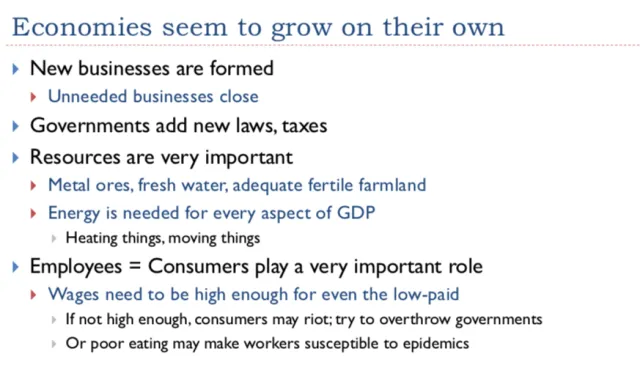 Economies seem to grow on their own
New businesses are formed
Unneeded businesses close
Governments add new laws, taxes
Resources are very important
Metal ores, fresh water, adequate fertile farmland
Energy is needed for every aspect of GDP
Heating things, moving things
Employees = Consumers play a very important role
Wages need to be high enough for even the low-paid
If not high enough, consumers may riot; try to overthrow governments
Or poor eating may make workers susceptible to epidemics